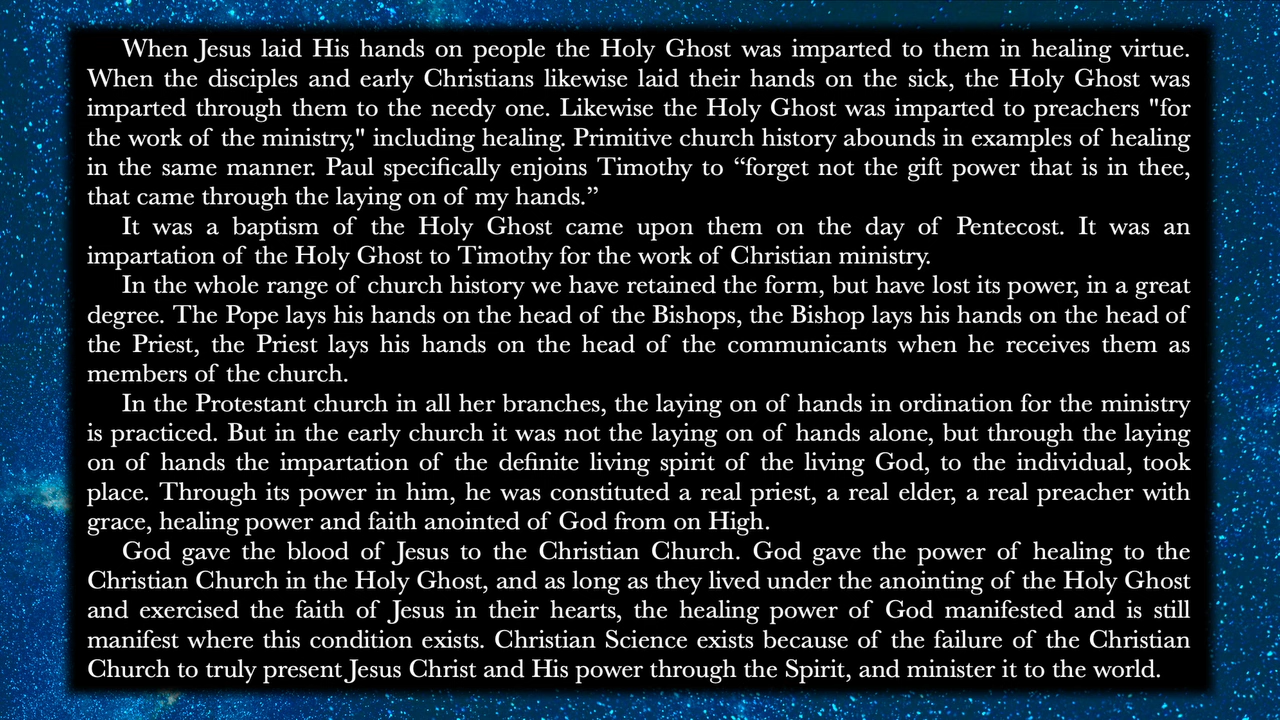 When Jesus laid His hands on people the Holy Ghost was imparted to them in healing virtue.
When the disciples and early Christians likewise laid their hands on the sick, the Holy Ghost was
imparted through them to the needy one. Likewise the Holy Ghost was imparted to preachers "for
the work of the ministry," including healing. Primitive church history abounds in examples of healing
in the same manner. Paul specifically enjoins Timothy to “forget not the gift power that is in thee,
that came through the laying on of my hands.”
It was a baptism of the Holy Ghost came upon them on the day of Pentecost. It was an
impartation of the Holy Ghost to Timothy for the work of Christian ministry.
In the whole range of church history we have retained the form, but have lost its power, in a great
degree. The Pope lays his hands on the head of the Bishops, the Bishop lays his hands on the head of
the Priest, the Priest lays his hands on the head of the communicants when he receives them as
members of the church.
In the Protestant church in all her branches, the laying on of hands in ordination for the ministry
is practiced. But in the early church it was not the laying on of hands alone, but through the laying
on of hands the impartation of the definite living spirit of the living God, to the individual, took
place. Through its power in him, he was constituted a real priest, a real elder, a real preacher with
grace, healing power and faith anointed of God from on High.
God gave the blood of Jesus to the Christian Church. God gave the power of healing to the
Christian Church in the Holy Ghost, and as long as they lived under the anointing of the Holy Ghost
and exercised the faith of Jesus in their hearts, the healing power of God manifested and is still
manifest where this condition exists. Christian Science exists because of the failure of the Christian
Church to truly present Jesus Christ and His power through the Spirit, and minister it to the world.